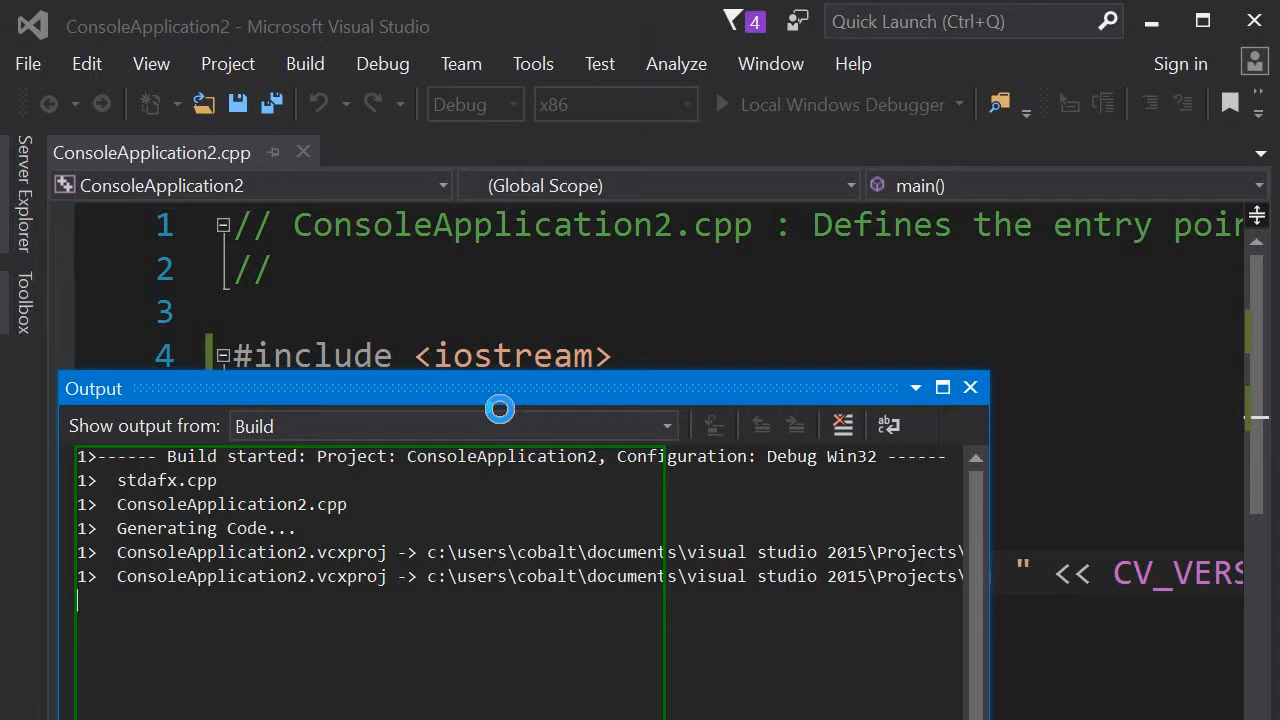 ConsoleApplication2 - Microsoft Visual Studio
4
Quick Launch (Ctrl+Q)
File Edit View Project Build Debug Team Tools Test Analyze Window Help Sign in
Debug x86 Local Windows Debugger
Server Explorer
Toolbox
ConsoleApplication2.cpp
ConsoleApplication2 (Global Scope) main()
1 // ConsoleApplication2.cpp : Defines the entry poin
2 //
3
4 #include <iostream>
" << CV_VERS
Output
Show output from: Build
1>------ Build started: Project: ConsoleApplication2, Configuration: Debug Win32 ------
1> stdafx.cpp
1> ConsoleApplication2.cpp
1> Generating Code...
1> ConsoleApplication2.vcxproj -> c:\users\cobalt\documents\visual studio 2015\Projects\
1> ConsoleApplication2.vcxproj -> c:\users\cobalt\documents\visual studio 2015\Projects\